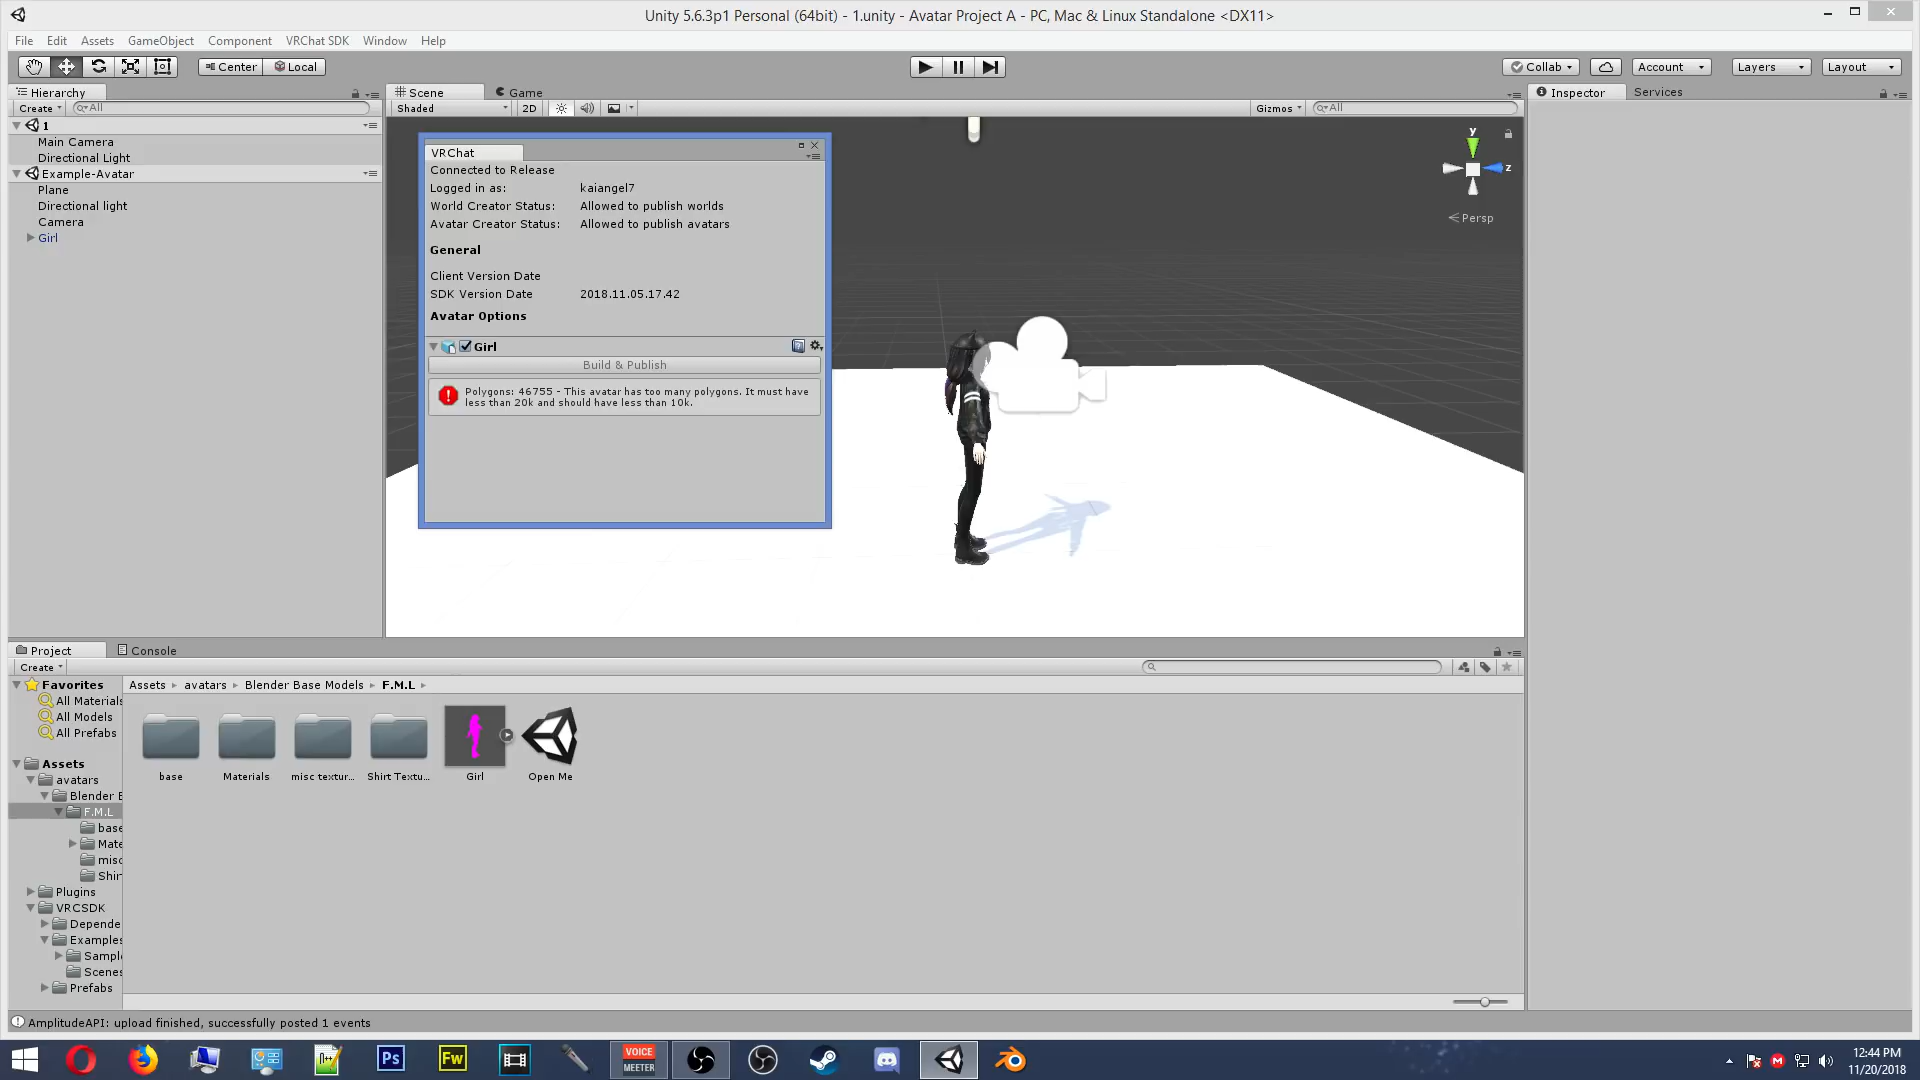 Unity 5.6.3p1 Personal (64bit) - 1.unity - Avatar Project A - PC, Mac & Linux Standalone <DX11>
File Edit Assets GameObject Component VRChat SDK Window Help
Center Local Collab Account Layers Layout
Hierarchy
Create All
1
Main Camera
Directional Light
Example-Avatar
Plane
Directional light
Camera
Girl
Scene Game
Shaded 2D Gizmos All
y
z
Persp
VRChat
Connected to Release
Logged in as: kaiangel7
World Creator Status: Allowed to publish worlds
Avatar Creator Status: Allowed to publish avatars
General
Client Version Date
SDK Version Date 2018.11.05.17.42
Avatar Options
Girl
Build & Publish
Polygons: 46755 - This avatar has too many polygons. It must have
less than 20k and should have less than 10k.
Inspector Services
Project Console
Create
Favorites
All Materials
All Models
All Prefabs
Assets
avatars
Blender B
F.M.L
base
Mate
misc
Shir
Plugins
VRCSDK
Depende
Examples
Sampl
Scenes
Prefabs
Assets avatars Blender Base Models F.M.L
base Materials misc textur... Shirt Textu... Girl Open Me
AmplitudeAPI: upload finished, successfully posted 1 events
Ps Fw VOICE
MEETER
12:44 PM
11/20/2018